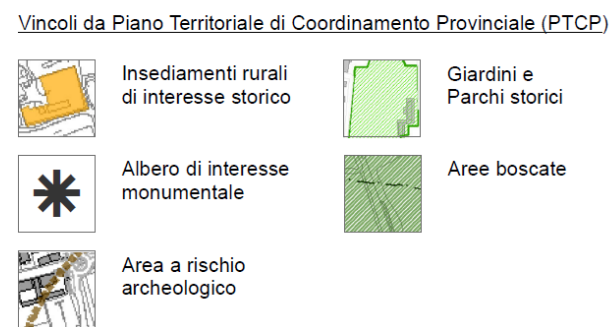 Vincoli da Piano Territoriale di Coordinamento Provinciale (PTCP)
Insediamenti rurali
di interesse storico
Giardini e
Parchi storici
Albero di interesse
monumentale
Aree boscate
Area a rischio
archeologico